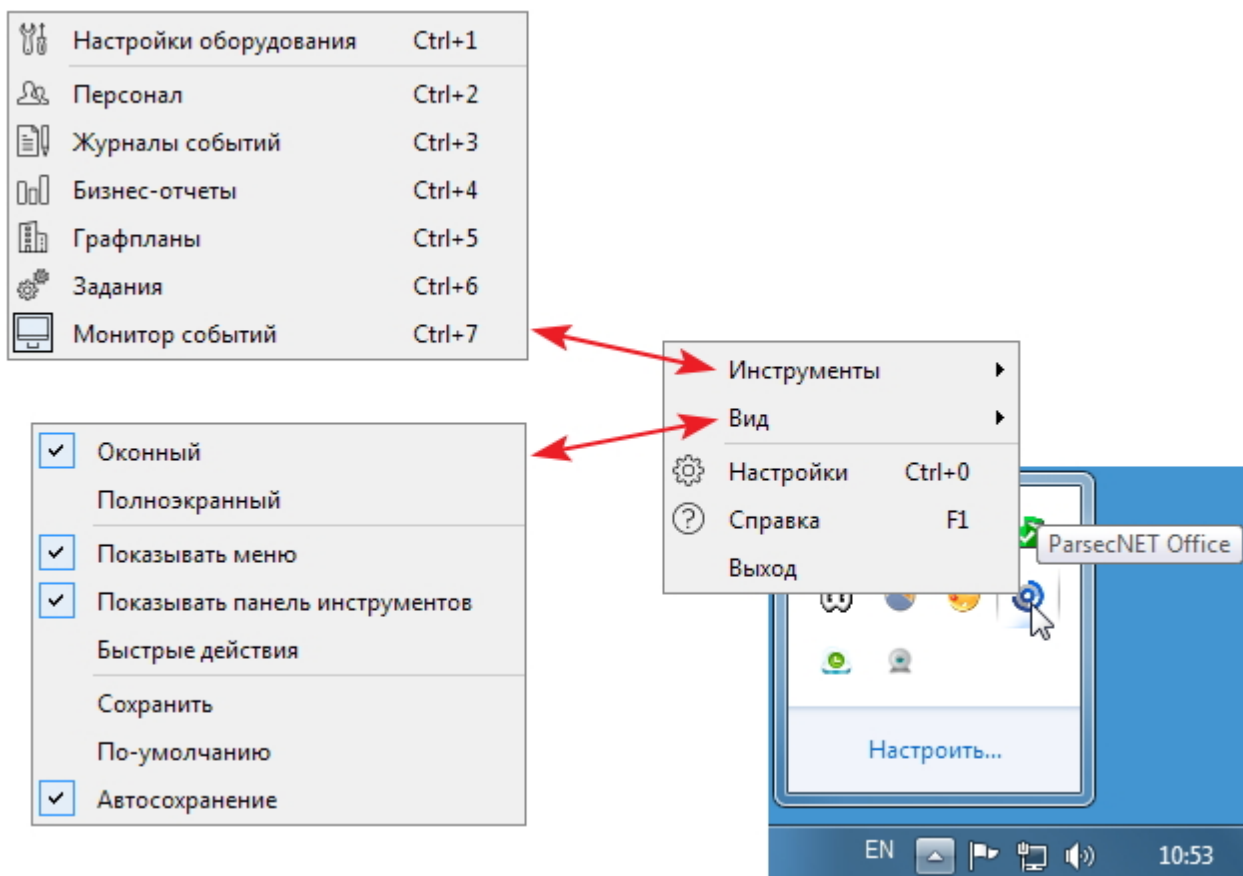 Настройки оборудования Ctrl+1
Персонал Ctrl+2
Журналы событий Ctrl+3
Бизнес-отчеты Ctrl+4
Графпланы Ctrl+5
Задания Ctrl+6
Монитор событий Ctrl+7
Инструменты
Вид
Настройки Ctrl+0
Справка F1
Выход
Оконный
Полноэкранный
Показывать меню
Показывать панель инструментов
Быстрые действия
Сохранить
По-умолчанию
Автосохранение
ParsecNET Office
Настроить...
EN 10:53